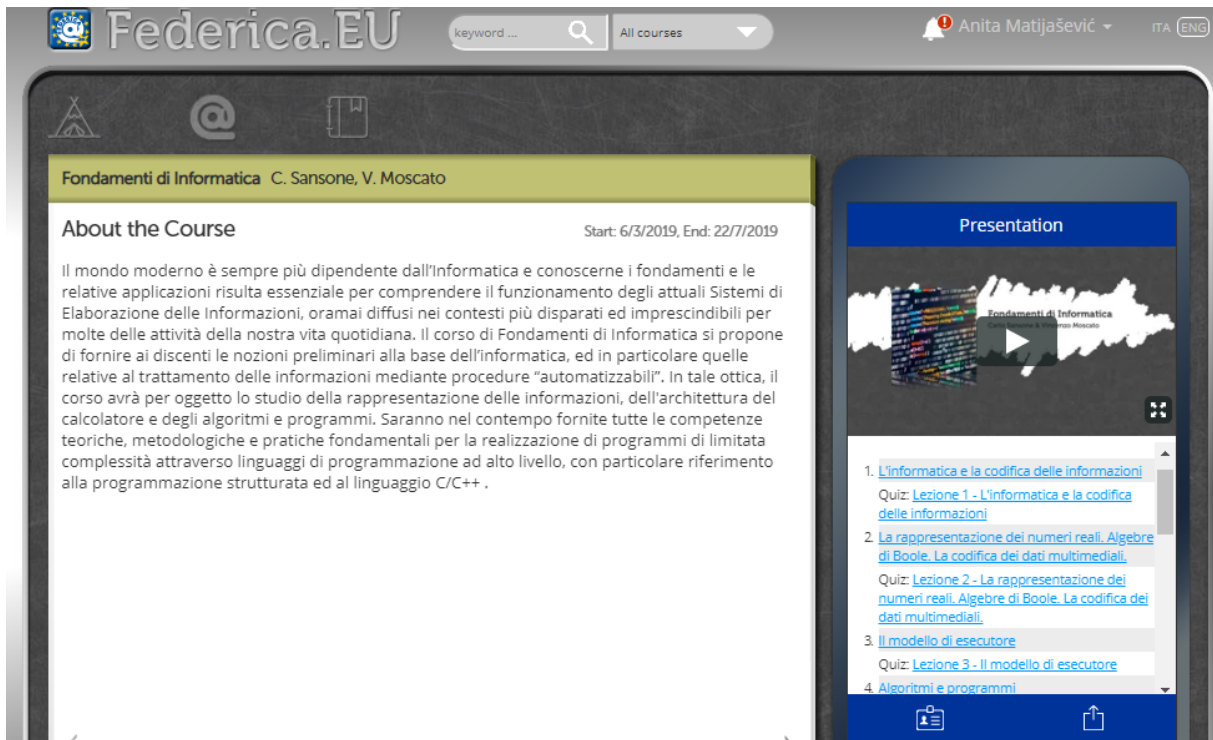 Federica.EU
keyword ...
All courses
Anita Matijašević
ITA ENG
Fondamenti di Informatica C. Sansone, V. Moscato
About the Course
Start: 6/3/2019, End: 22/7/2019
Il mondo moderno è sempre più dipendente dall'Informatica e conoscerne i fondamenti e le
relative applicazioni risulta essenziale per comprendere il funzionamento degli attuali Sistemi di
Elaborazione delle Informazioni, oramai diffusi nei contesti più disparati ed imprescindibili per
molte delle attività della nostra vita quotidiana. Il corso di Fondamenti di Informatica si propone
di fornire ai discenti le nozioni preliminari alla base dell'informatica, ed in particolare quelle
relative al trattamento delle informazioni mediante procedure “automatizzabili”. In tale ottica, il
corso avrà per oggetto lo studio della rappresentazione delle informazioni, dell'architettura del
calcolatore e degli algoritmi e programmi. Saranno nel contempo fornite tutte le competenze
teoriche, metodologiche e pratiche fondamentali per la realizzazione di programmi di limitata
complessità attraverso linguaggi di programmazione ad alto livello, con particolare riferimento
alla programmazione strutturata ed al linguaggio C/C++ .
Presentation
Fondamenti di Informatica
Carlo Sansone & Vincenzo Moscato
1. L'informatica e la codifica delle informazioni
Quiz: Lezione 1 - L'informatica e la codifica
delle informazioni
2. La rappresentazione dei numeri reali. Algebre
di Boole. La codifica dei dati multimediali.
Quiz: Lezione 2 - La rappresentazione dei
numeri reali. Algebre di Boole. La codifica dei
dati multimediali.
3. Il modello di esecutore
Quiz: Lezione 3 - Il modello di esecutore
4. Algoritmi e programmi